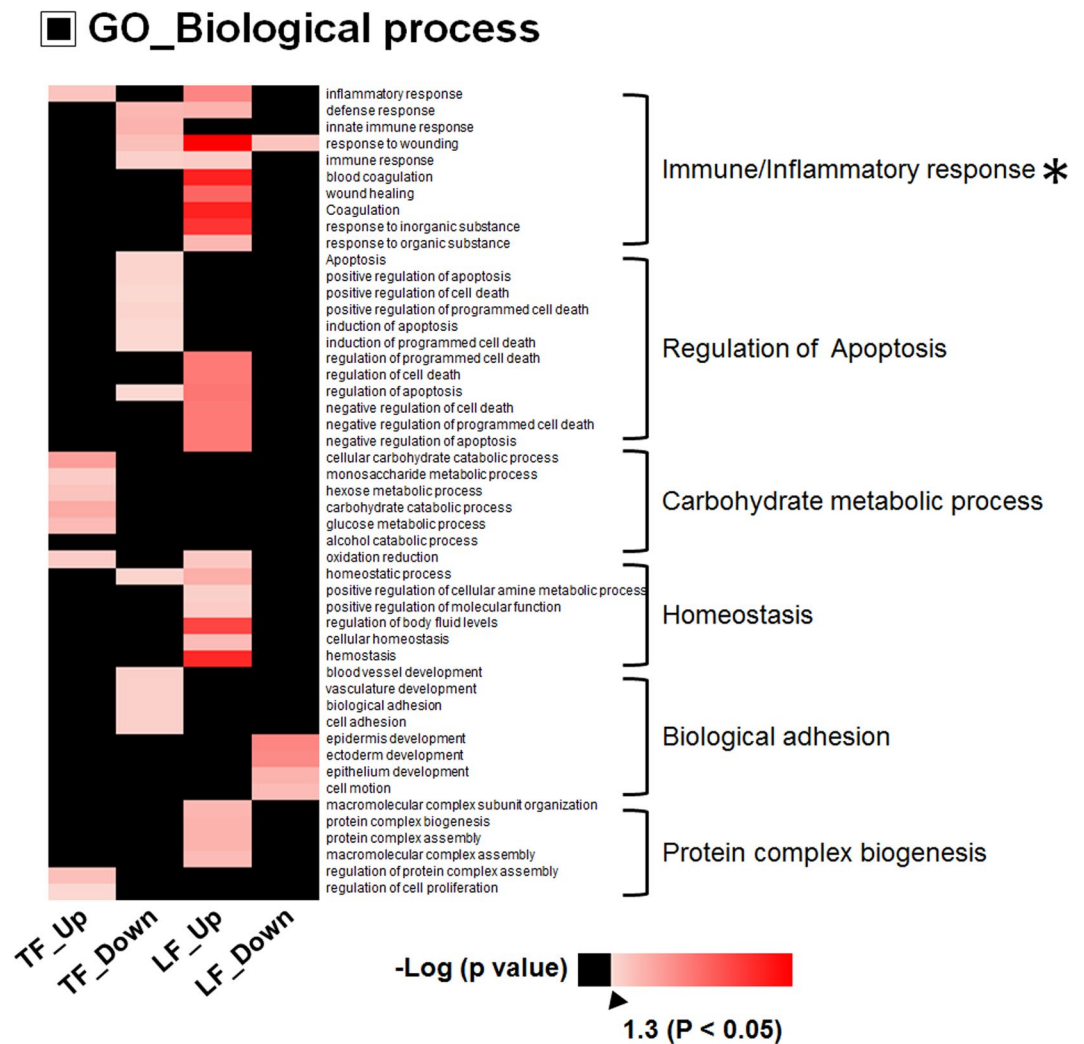 GO_Biological process
inflammatory response
defense response
innate immune response
response to wounding
immune response
blood coagulation
wound healing
Coagulation
response to inorganic substance
response to organic substance
Immune/Inflammatory response *
Apoptosis
positive regulation of apoptosis
positive regulation of cell death
positive regulation of programmed cell death
induction of apoptosis
induction of programmed cell death
regulation of programmed cell death
regulation of cell death
regulation of apoptosis
negative regulation of cell death
negative regulation of programmed cell death
negative regulation of apoptosis
Regulation of Apoptosis
cellular carbohydrate catabolic process
monosaccharide metabolic process
hexose metabolic process
carbohydrate catabolic process
glucose metabolic process
alcohol catabolic process
oxidation reduction
Carbohydrate metabolic process
homeostatic process
positive regulation of cellular amine metabolic process
positive regulation of molecular function
regulation of body fluid levels
cellular homeostasis
hemostasis
Homeostasis
blood vessel development
vasculature development
biological adhesion
cell adhesion
epidermis development
ectoderm development
epithelium development
cell motion
Biological adhesion
macromolecular complex subunit organization
protein complex biogenesis
protein complex assembly
macromolecular complex assembly
regulation of protein complex assembly
regulation of cell proliferation
Protein complex biogenesis
TF_Up
TF_Down
LF_Up
LF_Down
-Log (p value)
1.3 (P < 0.05)